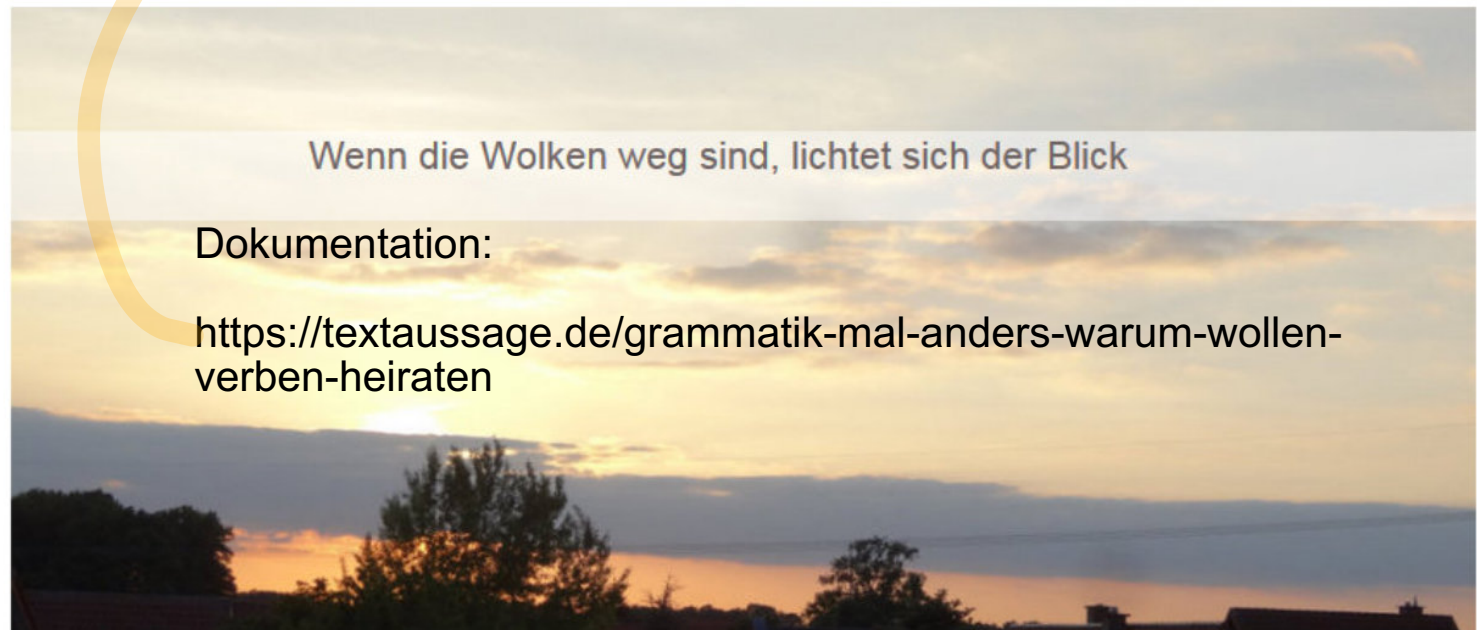 Wenn die Wolken weg sind, lichtet sich der Blick
Dokumentation:
https://textaussage.de/grammatik-mal-anders-warum-wollen-
verben-heiraten